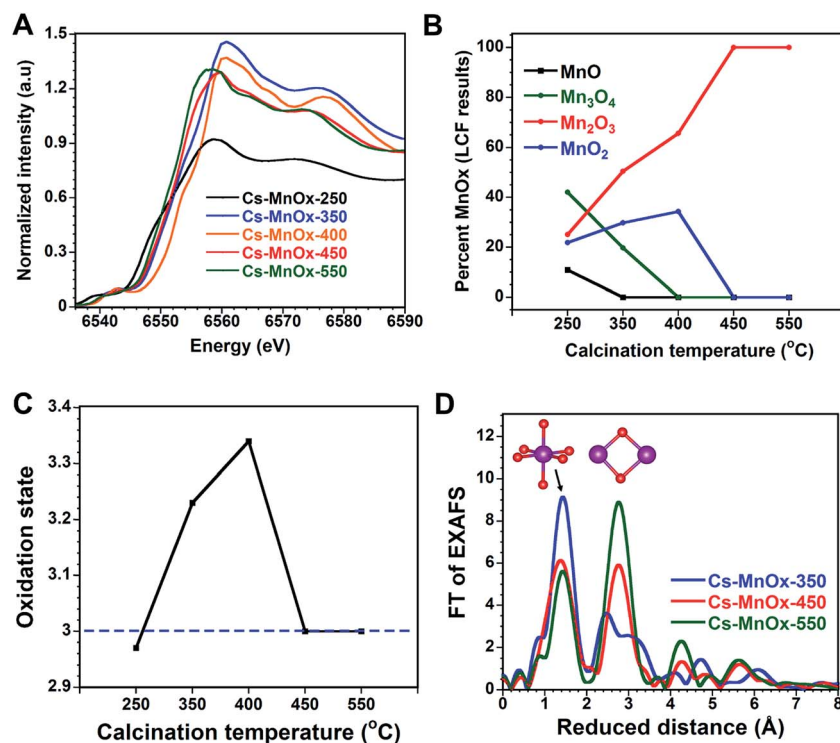 A
Normalized intensity (a.u)
1.5
1.2
0.9
0.6
0.3
0
Cs-MnOx-250
Cs-MnOx-350
Cs-MnOx-400
Cs-MnOx-450
Cs-MnOx-550
6540 6550 6560 6570 6580 6590
Energy (eV)
B
Percent MnOx (LCF results)
100
80
60
40
20
0
MnO
Mn₃O₄
Mn₂O₃
MnO₂
250 350 400 450 550
Calcination temperature (°C)
C
Oxidation state
3.4
3.3
3.2
3.1
3
2.9
250 350 400 450 550
Calcination temperature (°C)
D
FT of EXAFS
12
10
8
6
4
2
0
Cs-MnOx-350
Cs-MnOx-450
Cs-MnOx-550
0 1 2 3 4 5 6 7 8
Reduced distance (Å)